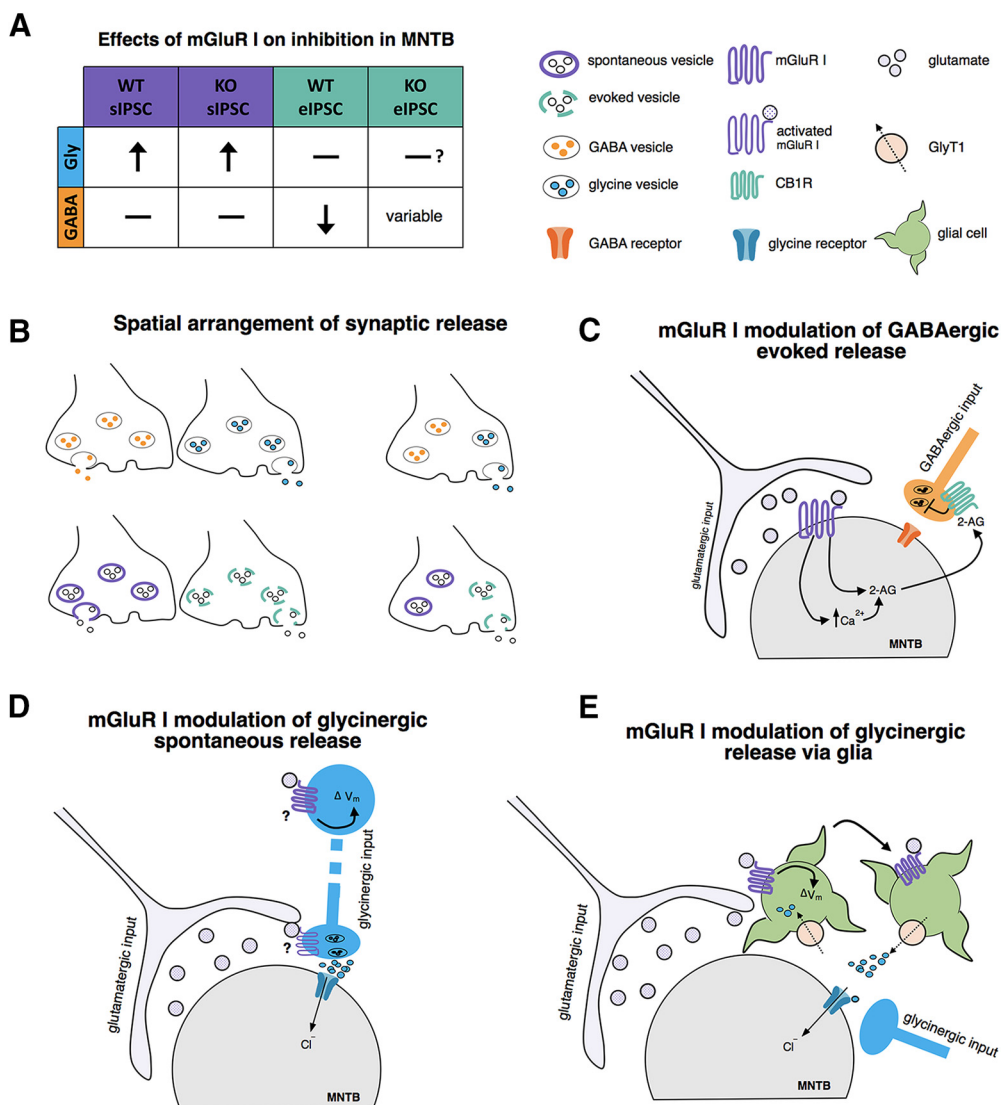 A
Effects of mGluR I on inhibition in MNTB
WT
sIPSC
KO
sIPSC
WT
eIPSC
KO
eIPSC
Gly
↑
↑
—
— ?
GABA
—
—
↓
variable
spontaneous vesicle
evoked vesicle
GABA vesicle
glycine vesicle
GABA receptor
mGluR I
activated
mGluR I
CB1R
glycine receptor
glutamate
GlyT1
glial cell
B
Spatial arrangement of synaptic release
C
mGluR I modulation of GABAergic
evoked release
glutamatergic input
GABAergic input
2-AG
2-AG
↑Ca2+
MNTB
D
mGluR I modulation of glycinergic
spontaneous release
Δ Vm
?
glycinergic input
glutamatergic input
?
Cl−
MNTB
E
mGluR I modulation of glycinergic
release via glia
ΔVm
glutamatergic input
glycinergic input
Cl−
MNTB